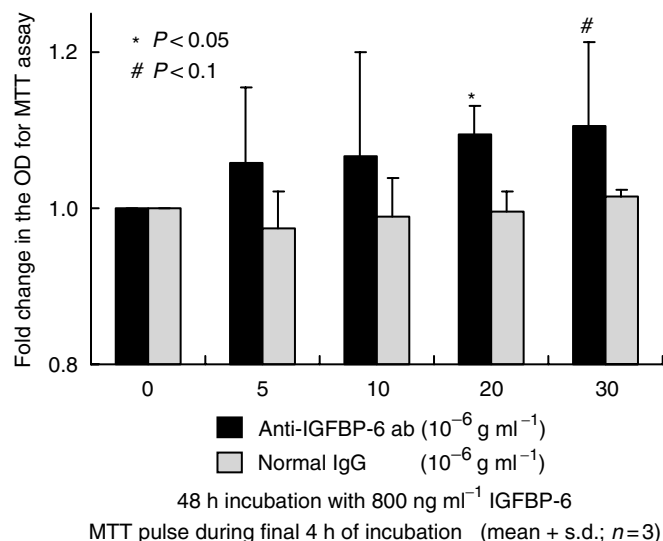 * P < 0.05
# P < 0.1
Fold change in the OD for MTT assay
1.2
1.0
0.8
*
#
0 5 10 20 30
Anti-IGFBP-6 ab (10⁻⁶ g ml⁻¹)
Normal IgG (10⁻⁶ g ml⁻¹)
48 h incubation with 800 ng ml⁻¹ IGFBP-6
MTT pulse during final 4 h of incubation (mean + s.d.; n = 3)